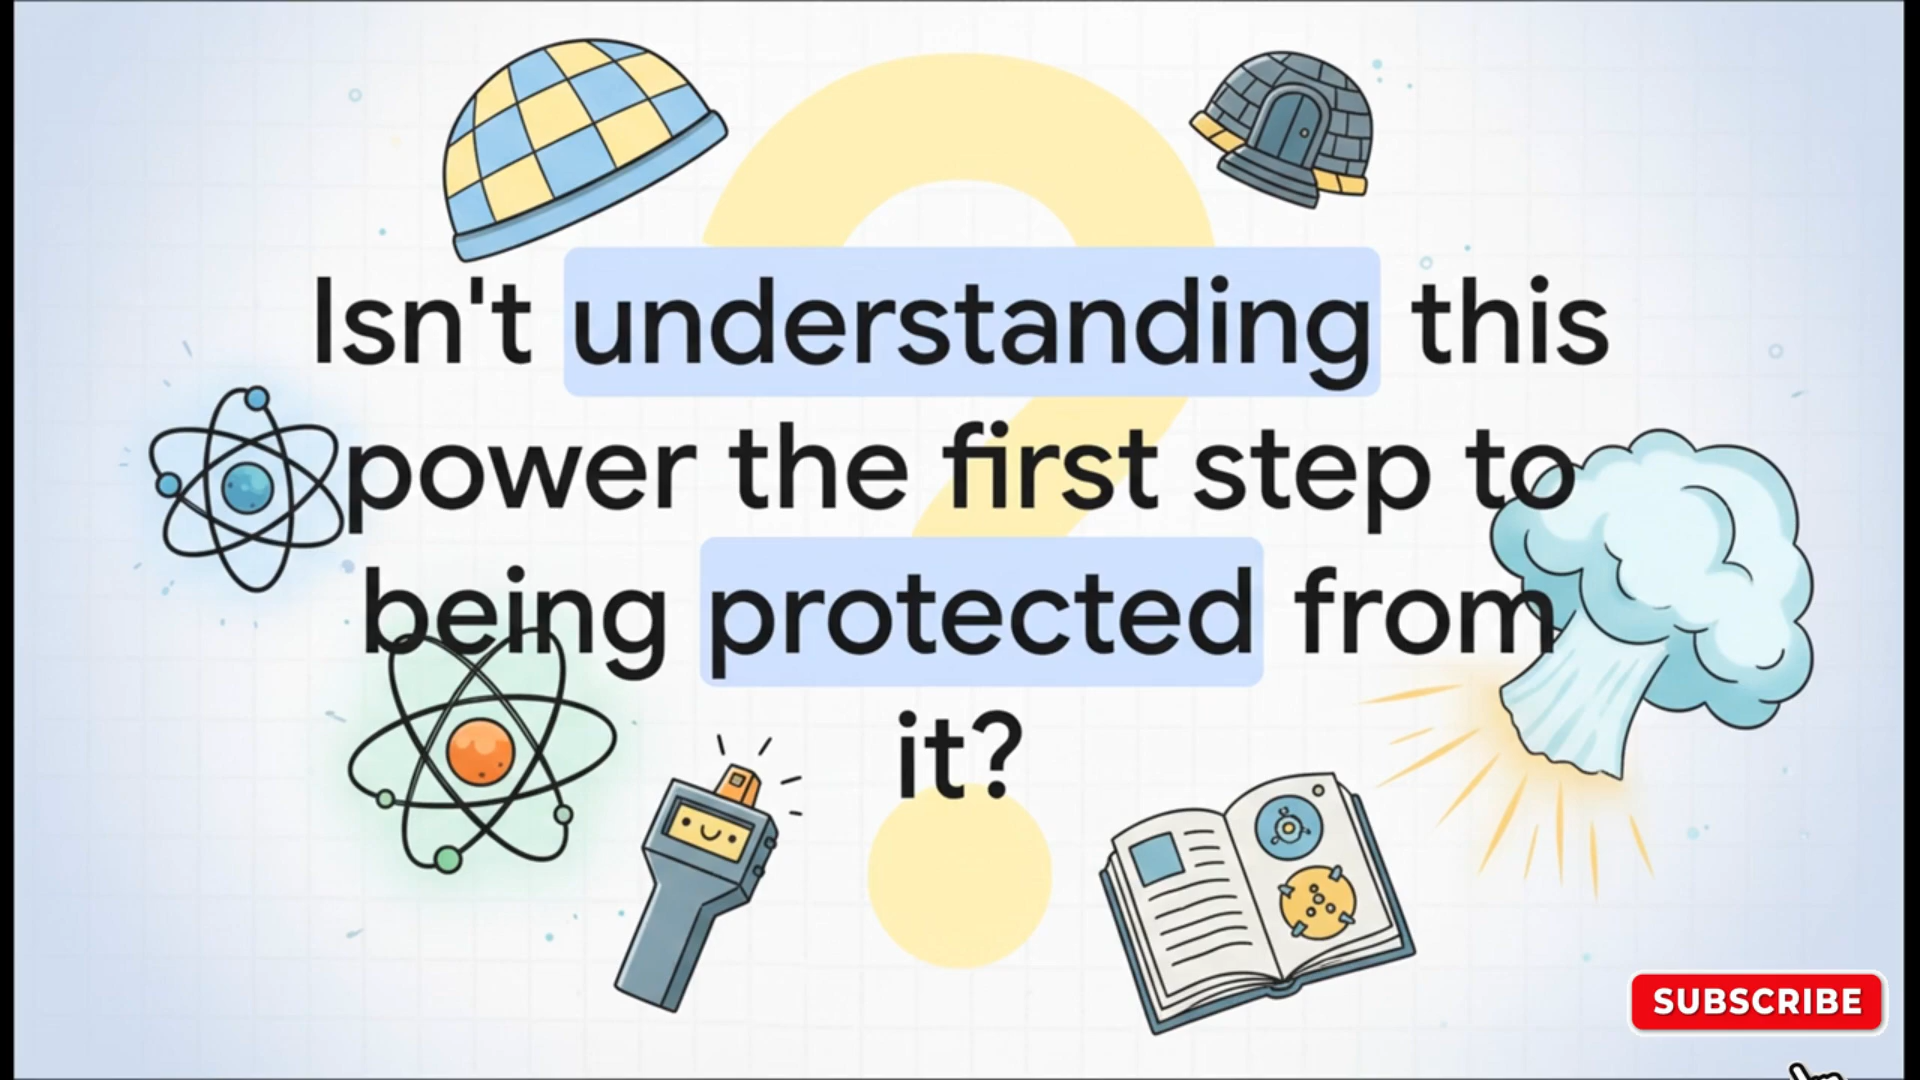 Isn't understanding this
power the first step to
being protected from
it?
SUBSCRIBE